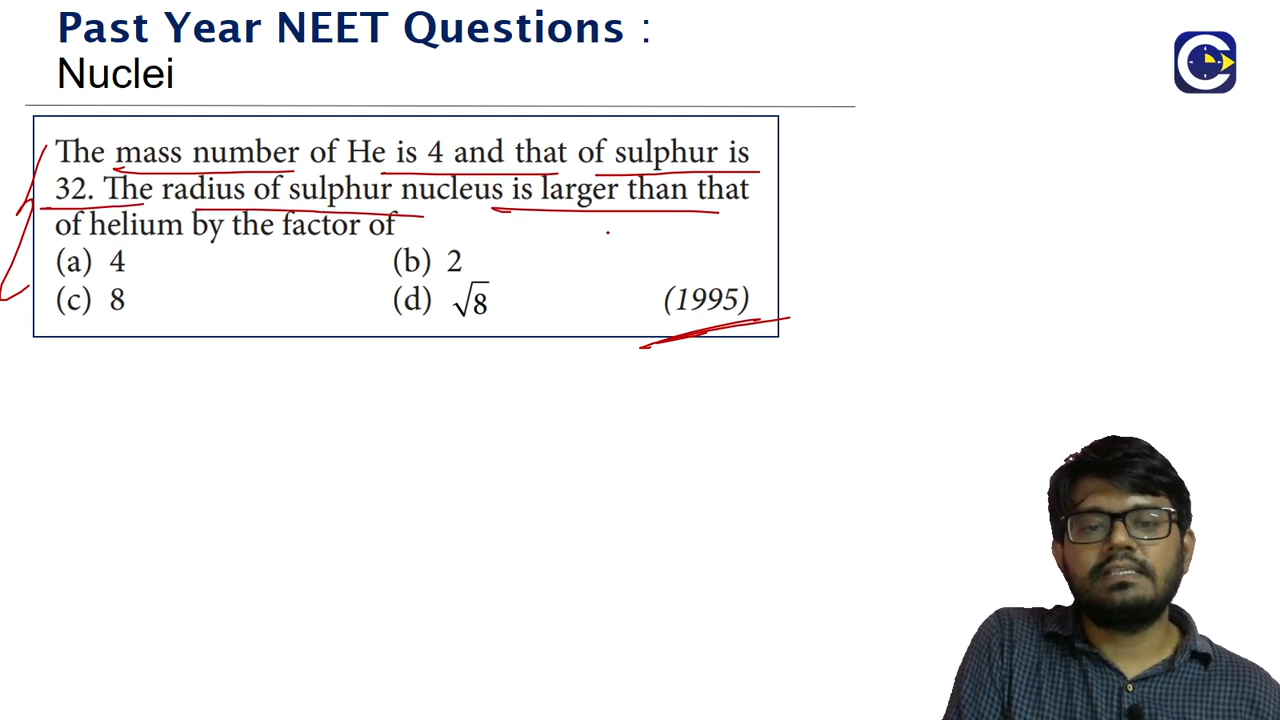 Past Year NEET Questions :
Nuclei
The mass number of He is 4 and that of sulphur is
32. The radius of sulphur nucleus is larger than that
of helium by the factor of
(a) 4 (b) 2
(c) 8 (d) √8 (1995)